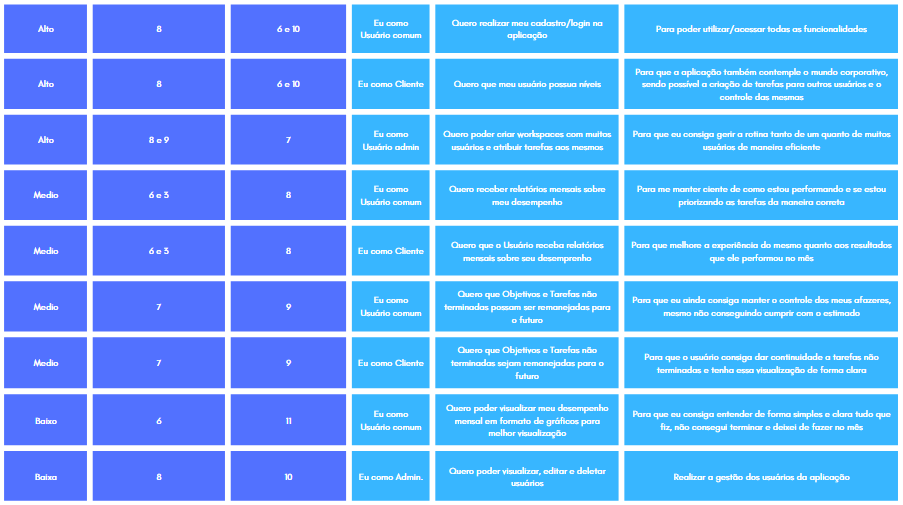 Alto
8
6 e 10
Eu como
Usuário comum
Quero realizar meu cadastro/login na
aplicação
Para poder utilizar/acessar todas as funcionalidades
Alto
8
6 e 10
Eu como Cliente
Quero que meu usuário possua níveis
Para que a aplicação também contemple o mundo corporativo,
sendo possível a criação de tarefas para outros usuários e o
controle das mesmas
Alto
8 e 9
7
Eu como
Usuário admin
Quero poder criar workspaces com muitos
usuários e atribuir tarefas aos mesmos
Para que eu consiga gerir a rotina tanto de um quanto de muitos
usuários de maneira eficiente
Medio
6 e 3
8
Eu como
Usuário comum
Quero receber relatórios mensais sobre
meu desempenho
Para me manter ciente de como estou performando e se estou
priorizando as tarefas da maneira correta
Medio
6 e 3
8
Eu como Cliente
Quero que o Usuário receba relatórios
mensais sobre seu desemprenho
Para que melhore a experiência do mesmo quanto aos resultados
que ele performou no mês
Medio
7
9
Eu como
Usuário comum
Quero que Objetivos e Tarefas não
terminadas possam ser remanejadas para
o futuro
Para que eu ainda consiga manter o controle dos meus afazeres,
mesmo não conseguindo cumprir com o estimado
Medio
7
9
Eu como Cliente
Quero que Objetivos e Tarefas não
terminadas sejam remanejadas para o
futuro
Para que o usuário consiga dar continuidade a tarefas não
terminadas e tenha essa visualização de forma clara
Baixo
6
11
Eu como
Usuário comum
Quero poder visualizar meu desempenho
mensal em formato de gráficos para
melhor visualização
Para que eu consiga entender de forma simples e clara tudo que
fiz, não consegui terminar e deixei de fazer no mês
Baixa
8
10
Eu como Admin.
Quero poder visualizar, editar e deletar
usuários
Realizar a gestão dos usuários da aplicação